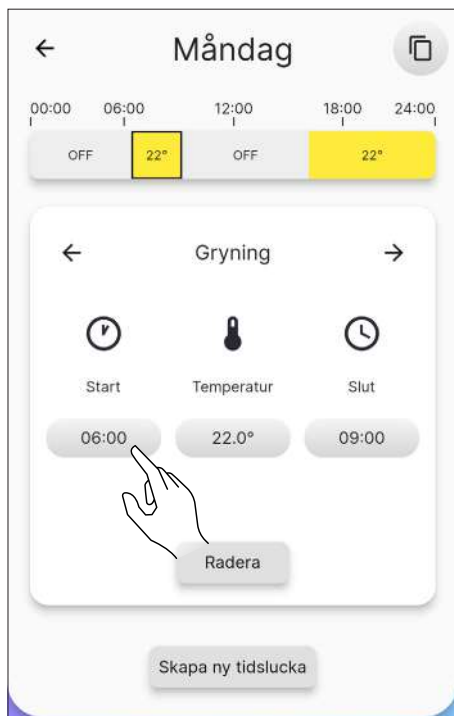 Måndag
00:00 06:00 12:00 18:00 24:00
OFF 22° OFF 22°
Gryning
Start Temperatur Slut
06:00 22.0° 09:00
Radera
Skapa ny tidslucka